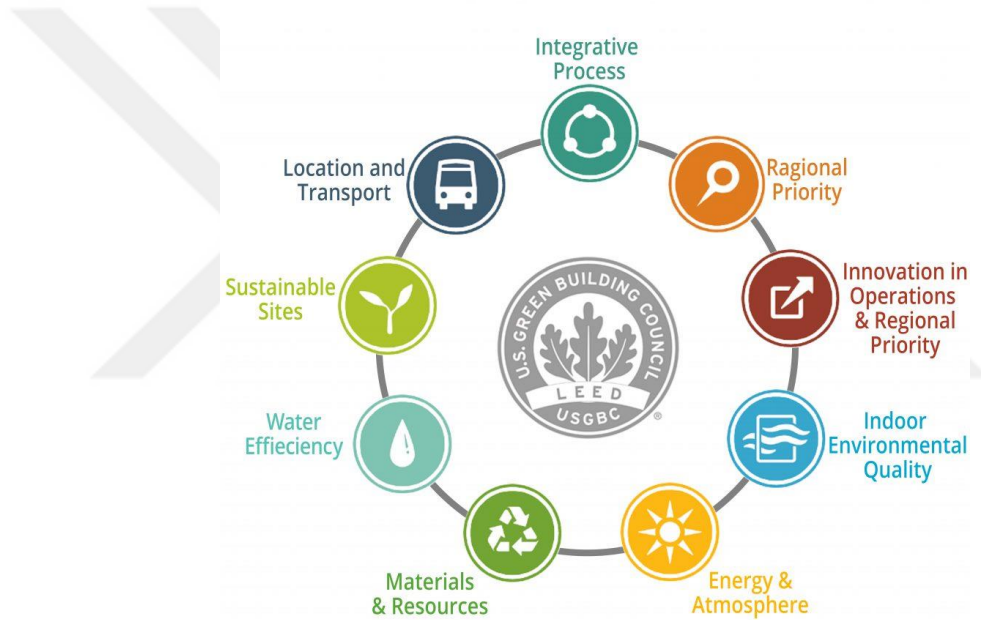 Integrative
Process
Ragional
Priority
Innovation in
Operations
& Regional
Priority
Indoor
Environmental
Quality
Energy &
Atmosphere
Materials
& Resources
Water
Effieciency
Sustainable
Sites
Location and
Transport
U.S. GREEN BUILDING COUNCIL
LEED
USGBC
®